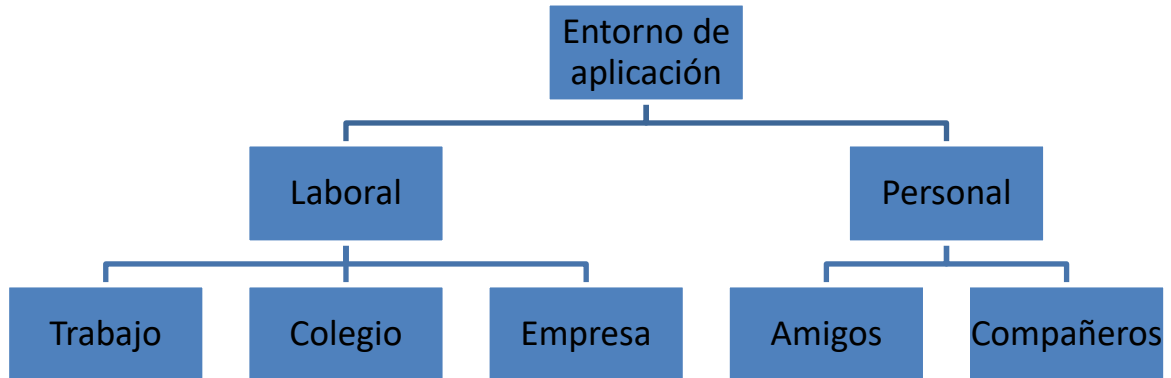 Entorno de
aplicación
Laboral
Personal
Trabajo
Colegio
Empresa
Amigos
Compañeros